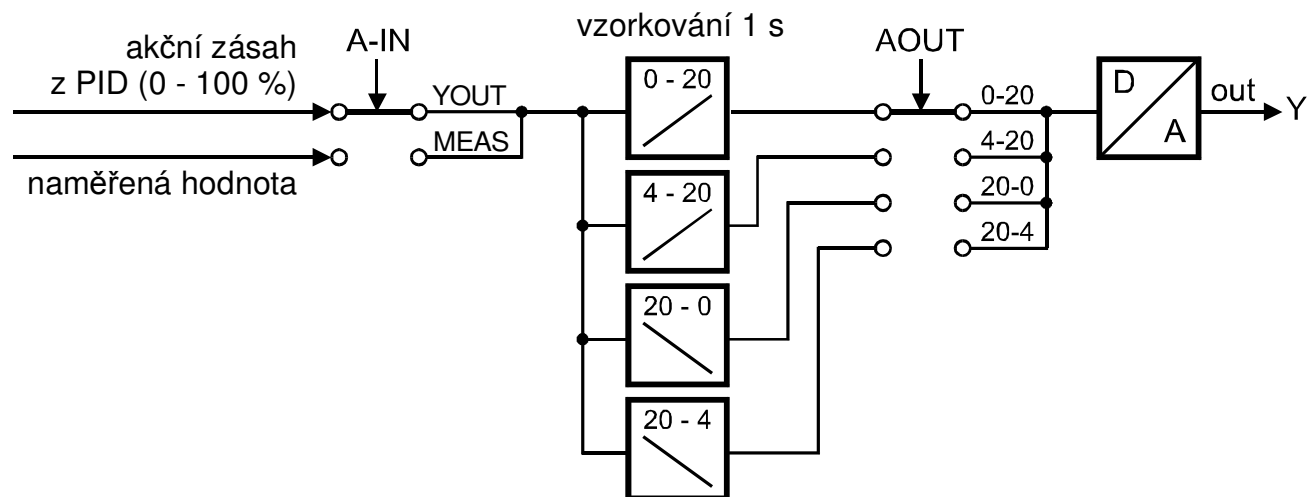 vzorkování 1 s
akční zásah
z PID (0 - 100 %)
A-IN
YOUT
MEAS
naměřená hodnota
0 - 20
4 - 20
20 - 0
20 - 4
AOUT
0-20
4-20
20-0
20-4
D
A
out
Y